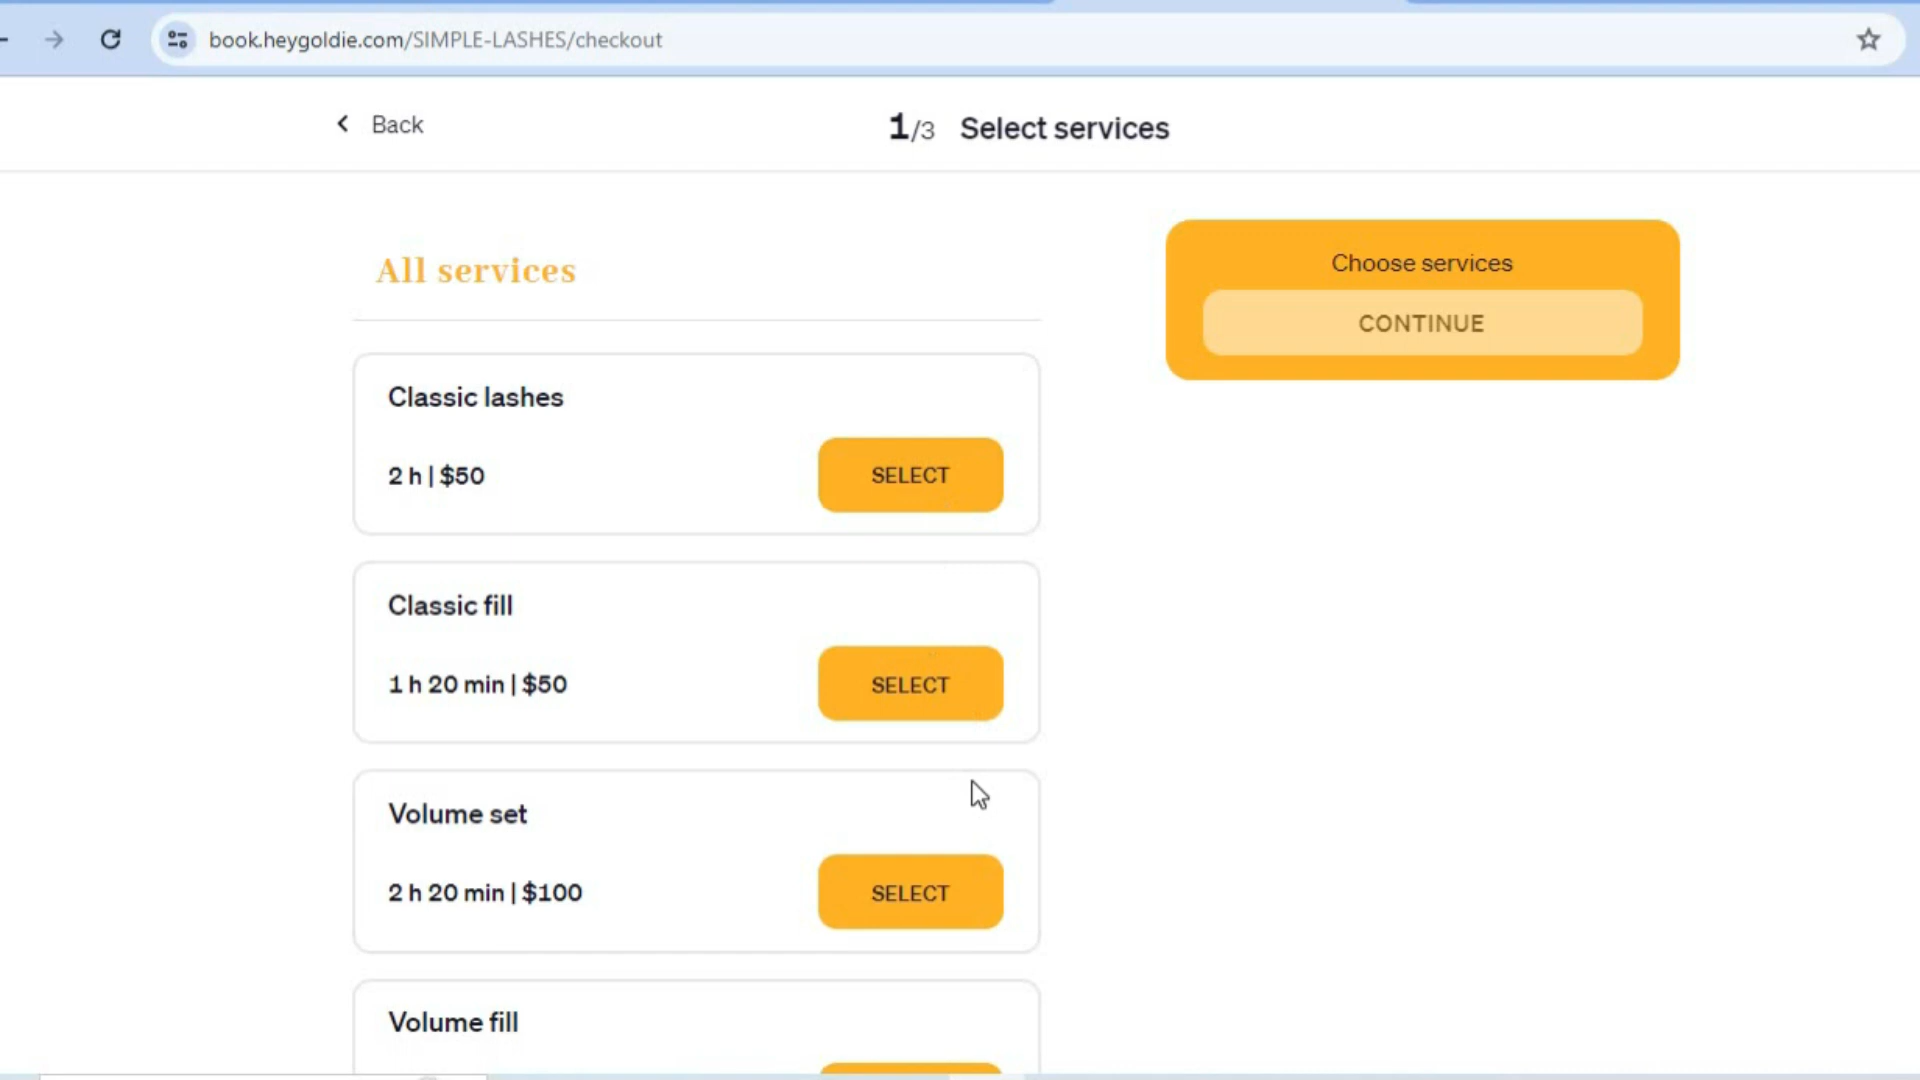 book.heygoldie.com/SIMPLE-LASHES/checkout
Back
1/3 Select services
All services
Choose services
CONTINUE
Classic lashes
2 h | $50
SELECT
Classic fill
1 h 20 min | $50
SELECT
Volume set
2 h 20 min | $100
SELECT
Volume fill